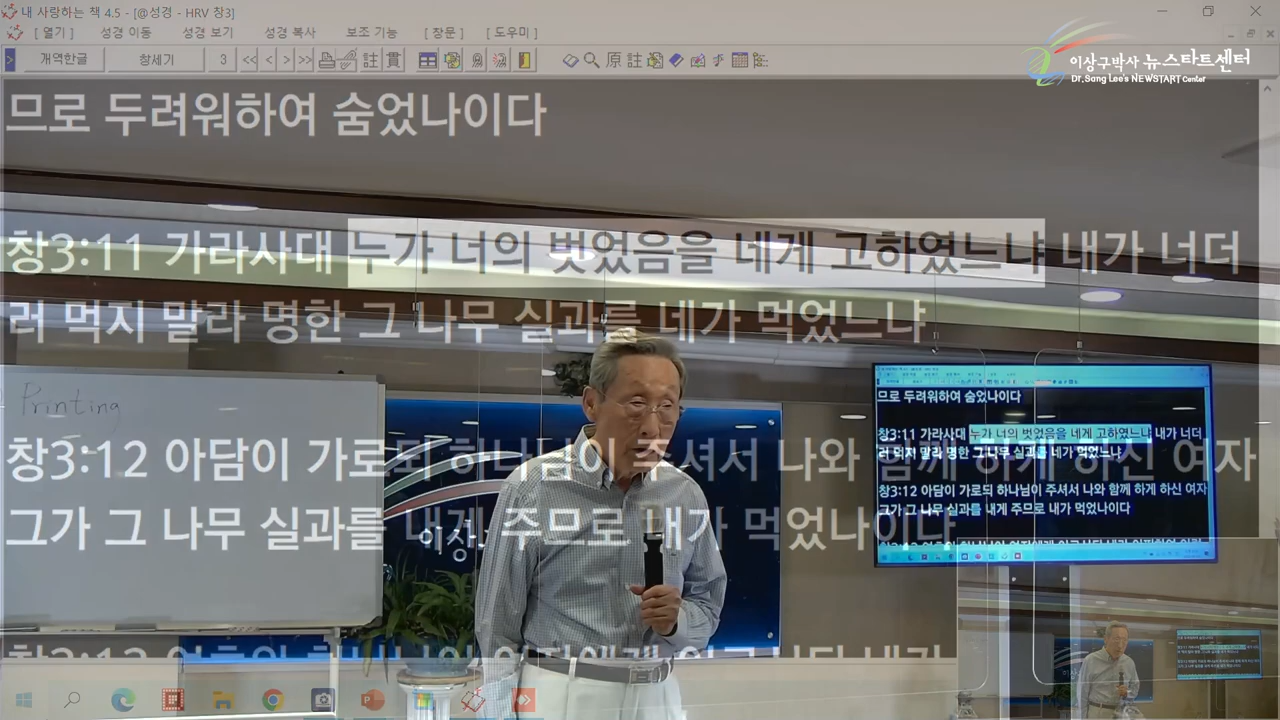 내 사랑하는 책 4.5 - [@성경 - HRV 창3]
[ 열기 ] 성경 이동 성경 보기 성경 복사 보조 기능 [ 창문 ] [ 도우미 ]
개역한글 창세기 3 << < > >> 註 貫 原 註
이상구박사 뉴스타트센터
Dr. Sang Lee's NEWSTART Center
므로 두려워하여 숨었나이다
창3:11 가라사대 누가 너의 벗었음을 네게 고하였느냐 내가 너더
러 먹지 말라 명한 그 나무 실과를 네가 먹었느냐
Printing
창3:12 아담이 가로되 하나님이 주셔서 나와 함께 하게 하신 여자
그가 그 나무 실과를 내게 주므로 내가 먹었나이다
이상
므로 두려워하여 숨었나이다
창3:11 가라사대 누가 너의 벗었음을 네게 고하였느냐 내가 너더
러 먹지 말라 명한 그 나무 실과를 네가 먹었느냐
창3:12 아담이 가로되 하나님이 주셔서 나와 함께 하게 하신 여자
그가 그 나무 실과를 내게 주므로 내가 먹었나이다